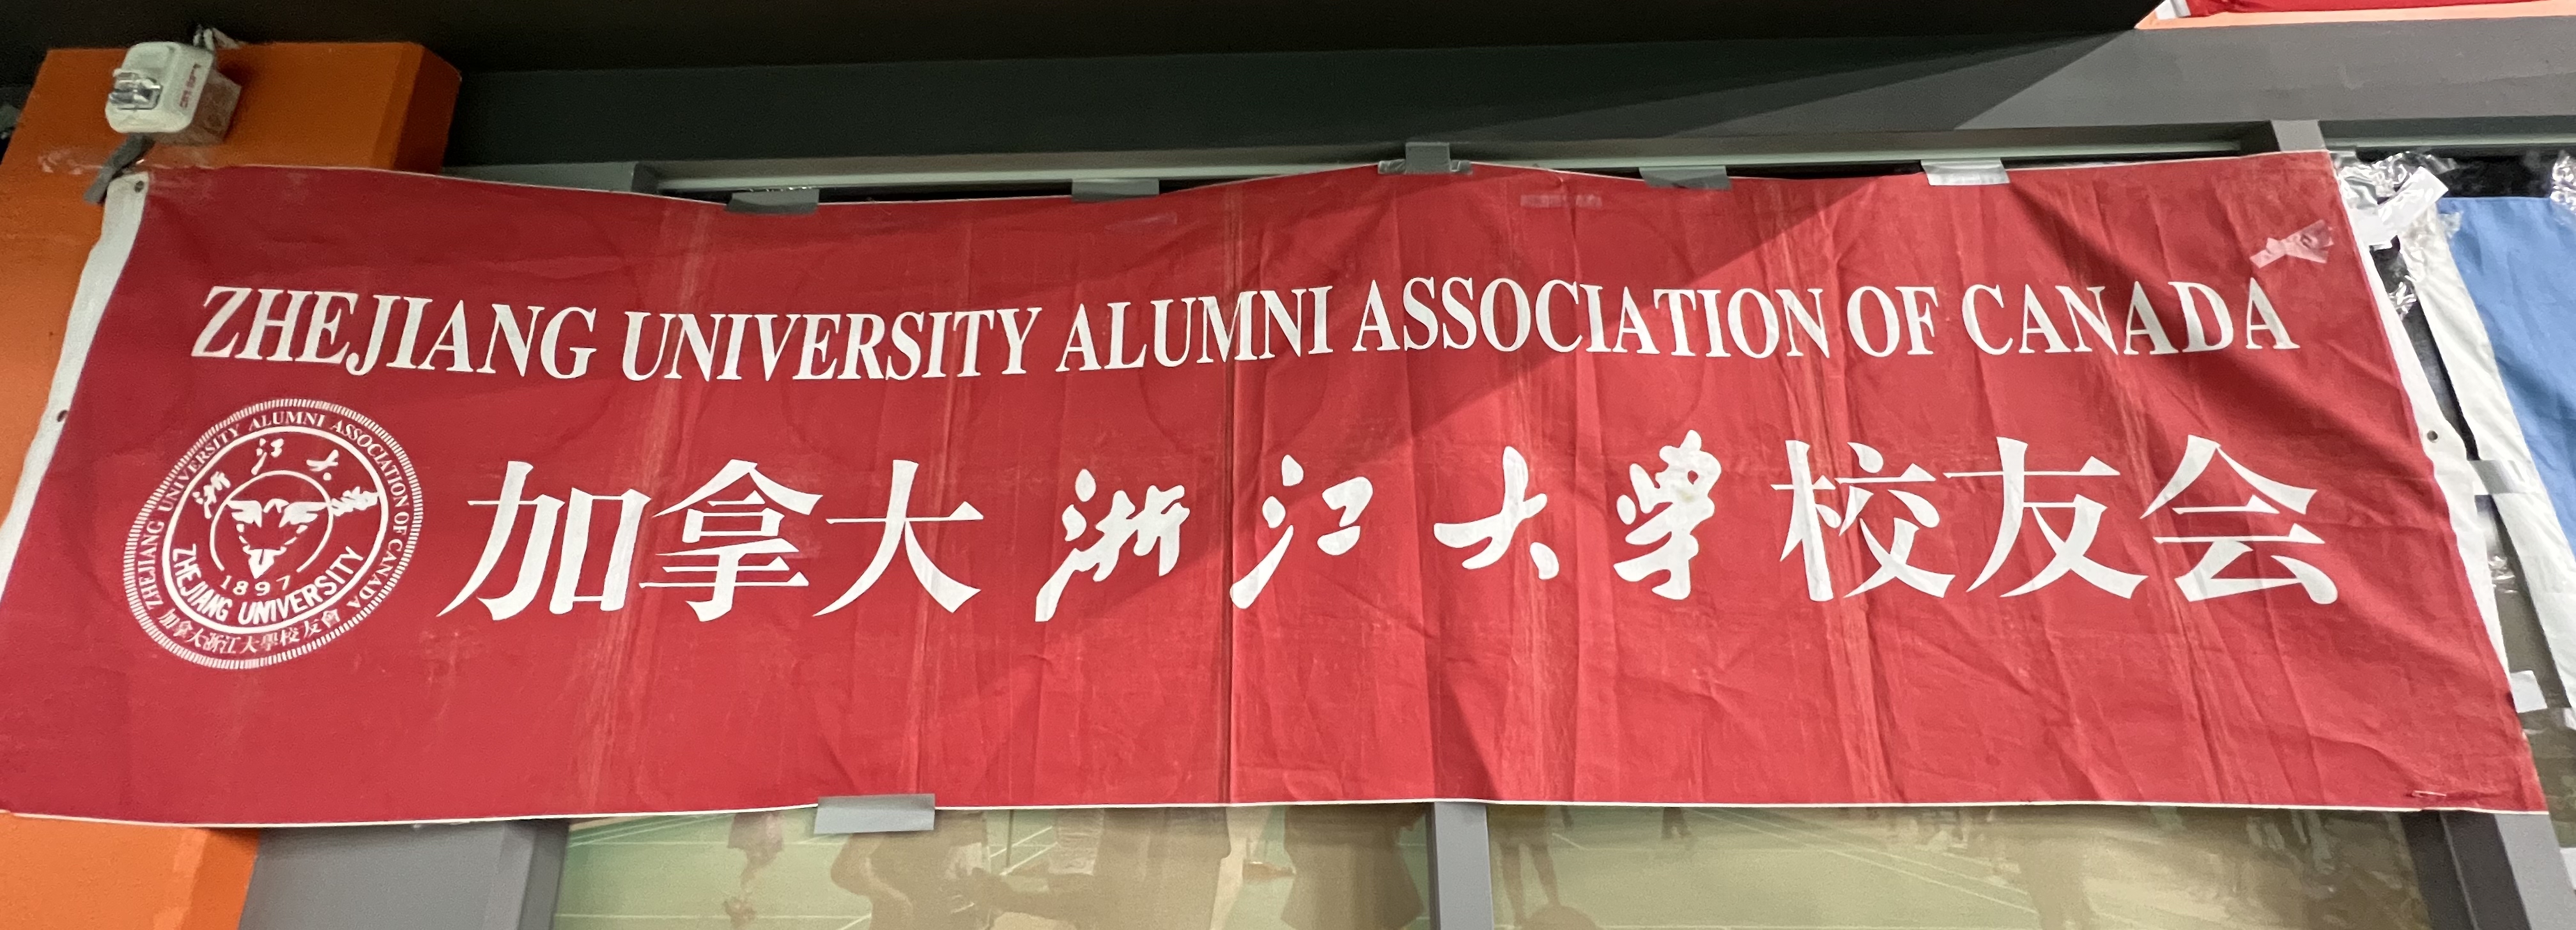 ZHEJIANG UNIVERSITY ALUMNI ASSOCIATION OF CANADA
加拿大浙江大学校友会
ZHEJIANG UNIVERSITY ALUMNI ASSOCIATION OF CANADA
浙江大學
1897
ZHEJIANG UNIVERSITY
加拿大浙江大學校友會